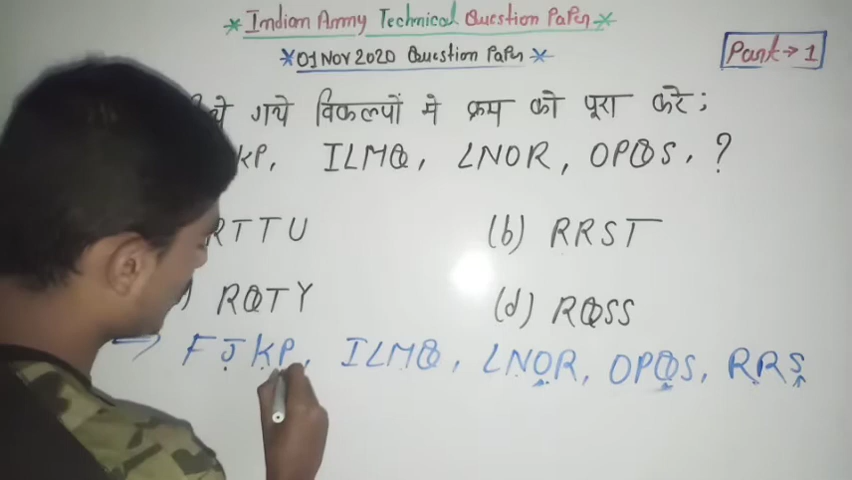 *Indian Army Technical Question Paper*
*01 Nov 2020 Question Paper*
Part → 1
गये विकल्पों मे क्रम को पूरा करे ;
KP, ILMQ, LNOR, OPQS, ?
RTTU (b) RRST
RQTY (d) RQSS
→ FJKP, ILMQ, LNOR, OPQS, RRS